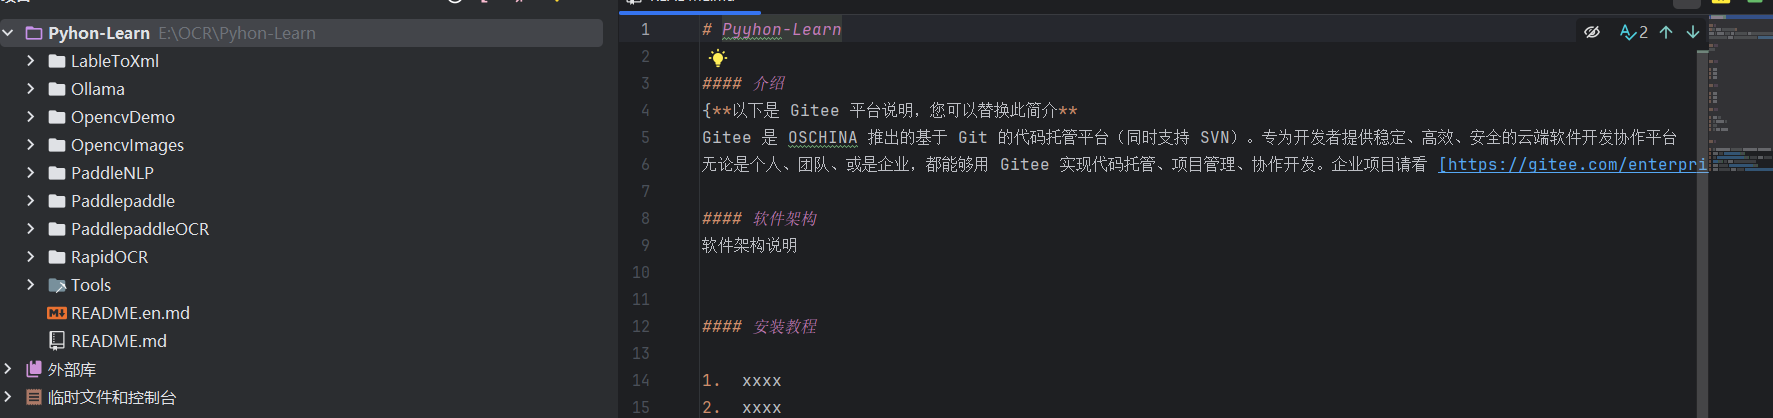 Pyhon-Learn E:\OCR\Pyhon-Learn
LableToXml
Ollama
OpencvDemo
OpencvImages
PaddleNLP
Paddlepaddle
PaddlepaddleOCR
RapidOCR
Tools
README.en.md
README.md
外部库
临时文件和控制台
1 # Pyyhon-Learn 2
2
3 #### 介绍
4 {**以下是 Gitee 平台说明，您可以替换此简介**
5 Gitee 是 OSCHINA 推出的基于 Git 的代码托管平台（同时支持 SVN）。专为开发者提供稳定、高效、安全的云端软件开发协作平台
6 无论是个人、团队、或是企业，都能够用 Gitee 实现代码托管、项目管理、协作开发。企业项目请看 [https://gitee.com/enterpri
7
8 #### 软件架构
9 软件架构说明
10
11
12 #### 安装教程
13
14 1. xxxx
15 2. xxxx